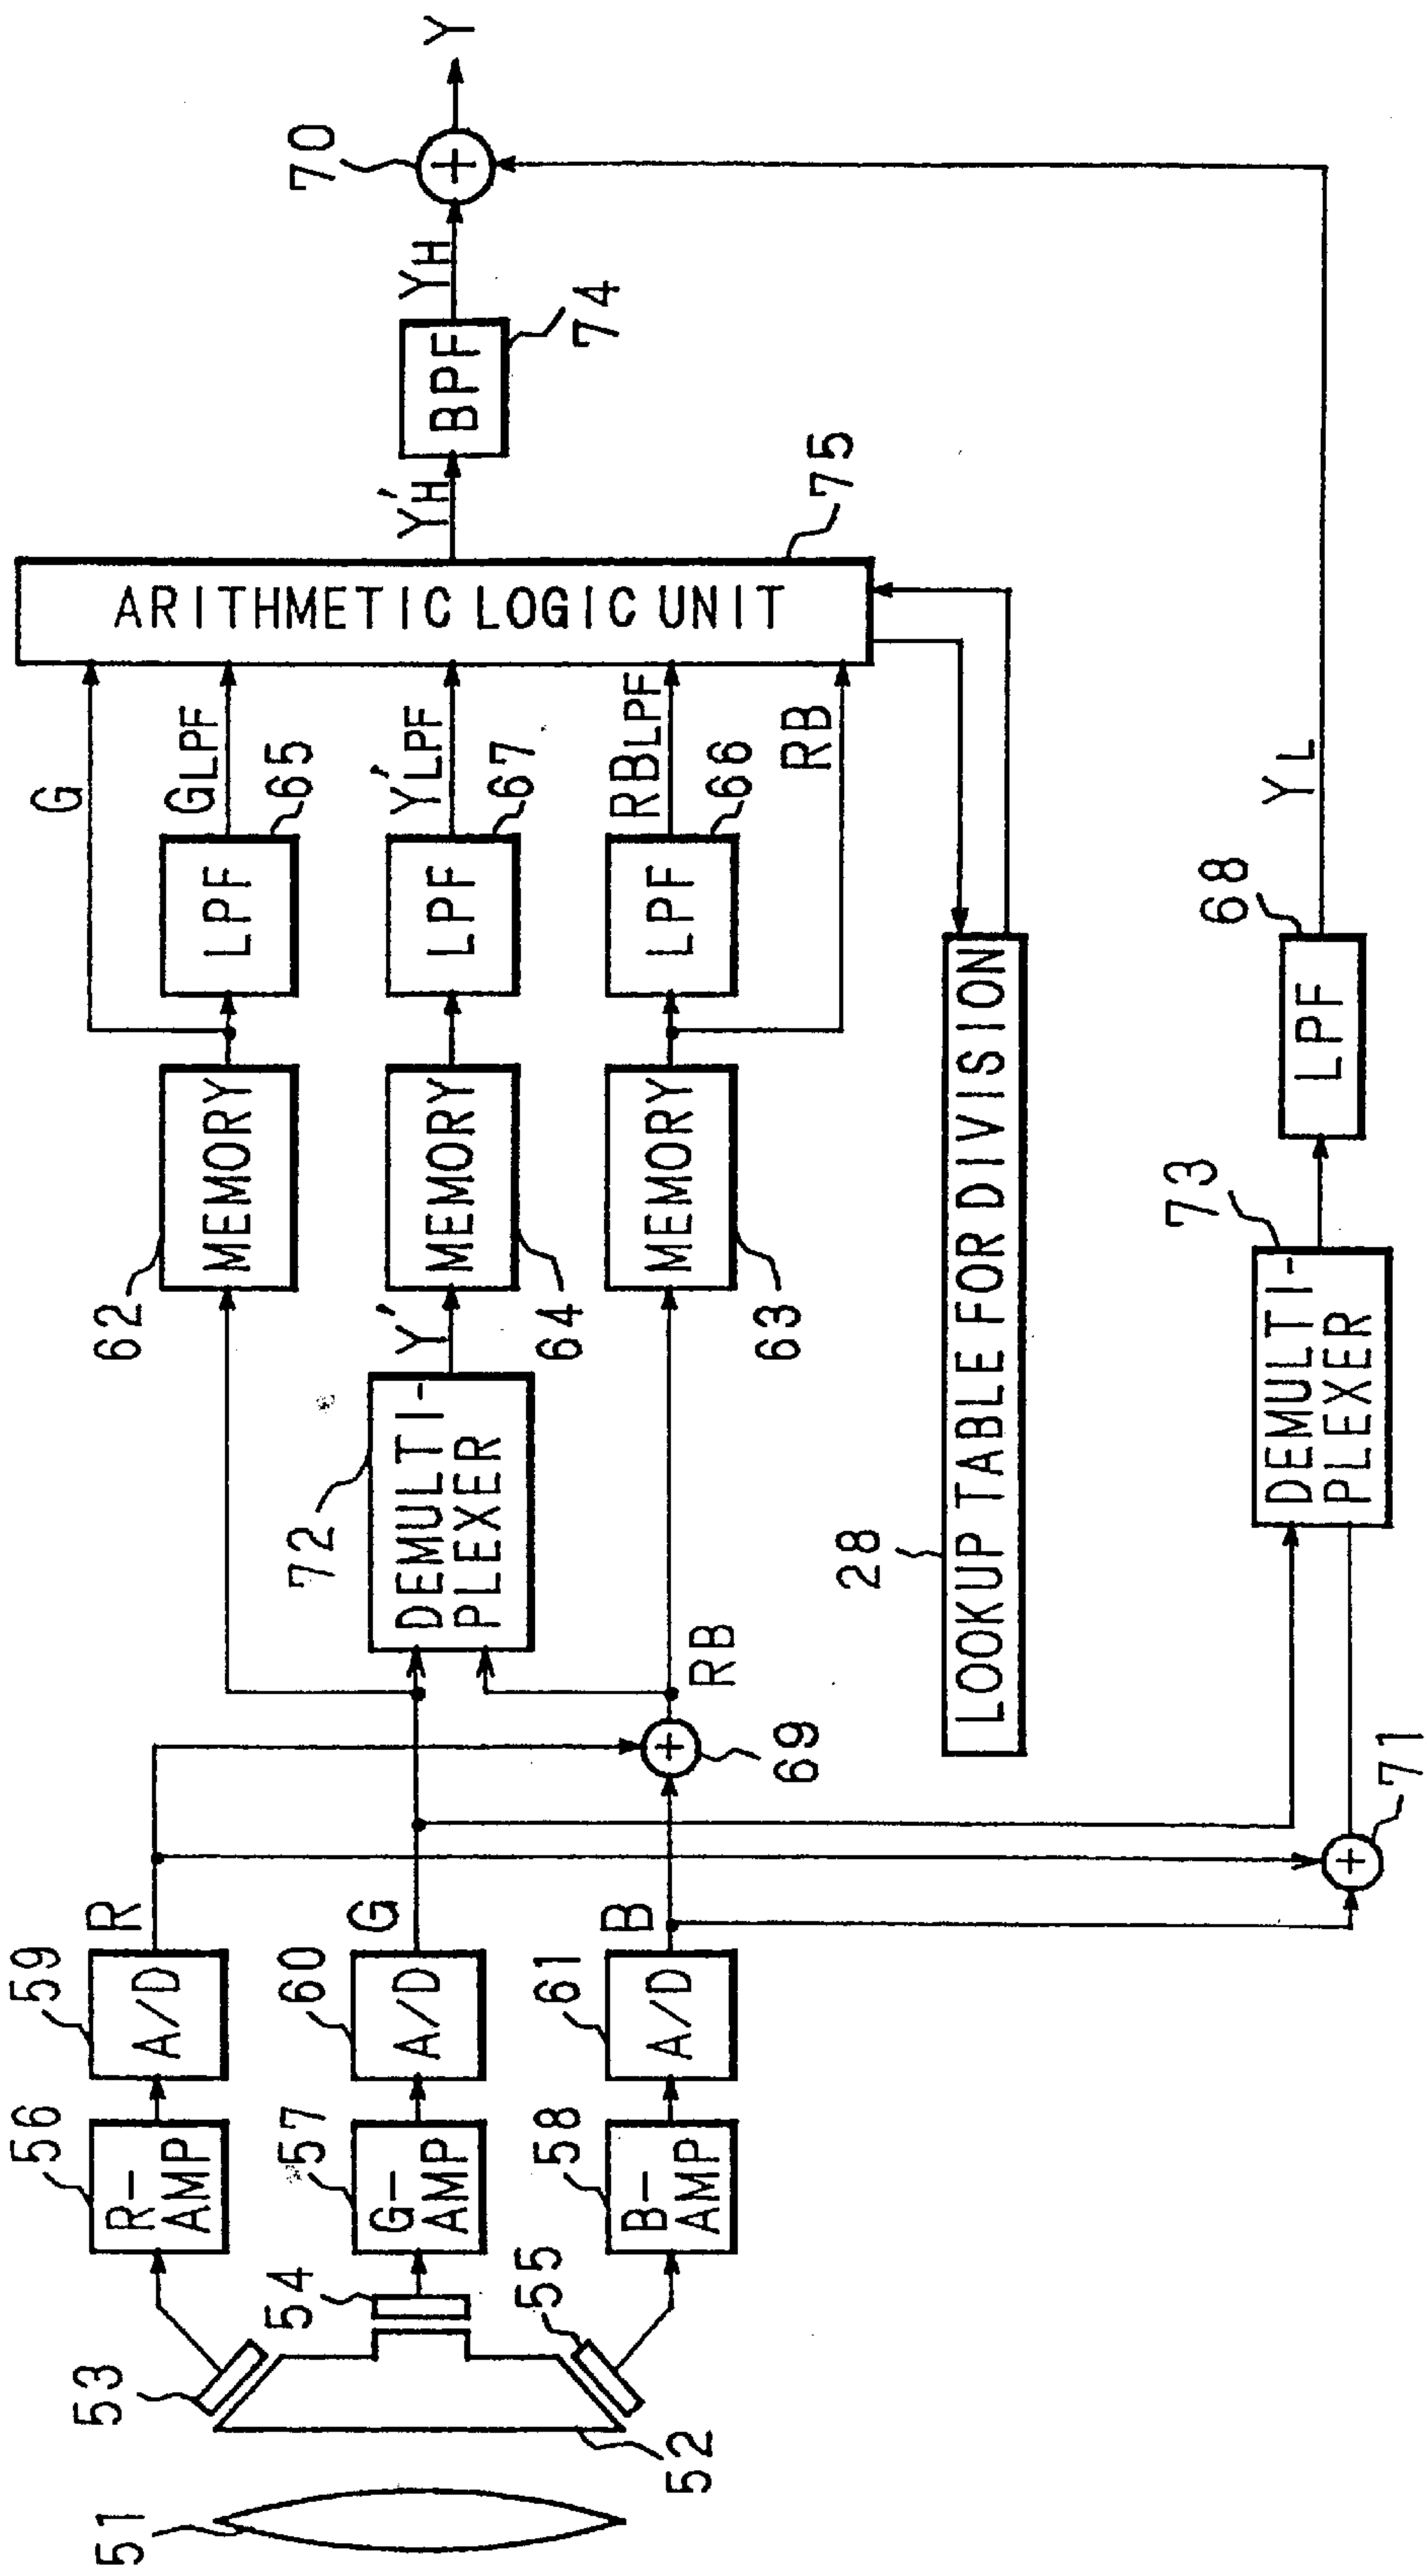 51
52
53
54
55
56
R-
AMP
57
G-
AMP
58
B-
AMP
59
A/D
R
60
A/D
G
61
A/D
B
69
RB
71
72
DEMULTI-
PLEXER
Y'
62
MEMORY
64
MEMORY
63
MEMORY
G
LPF
65
GLPF
LPF
67
Y'LPF
LPF
66
RBLPF
RB
28
LOOKUP TABLE FOR DIVISION
ARITHMETIC LOGIC UNIT
75
Y'H
BPF
74
YH
70
Y
73
DEMULTI-
PLEXER
LPF
68
YL